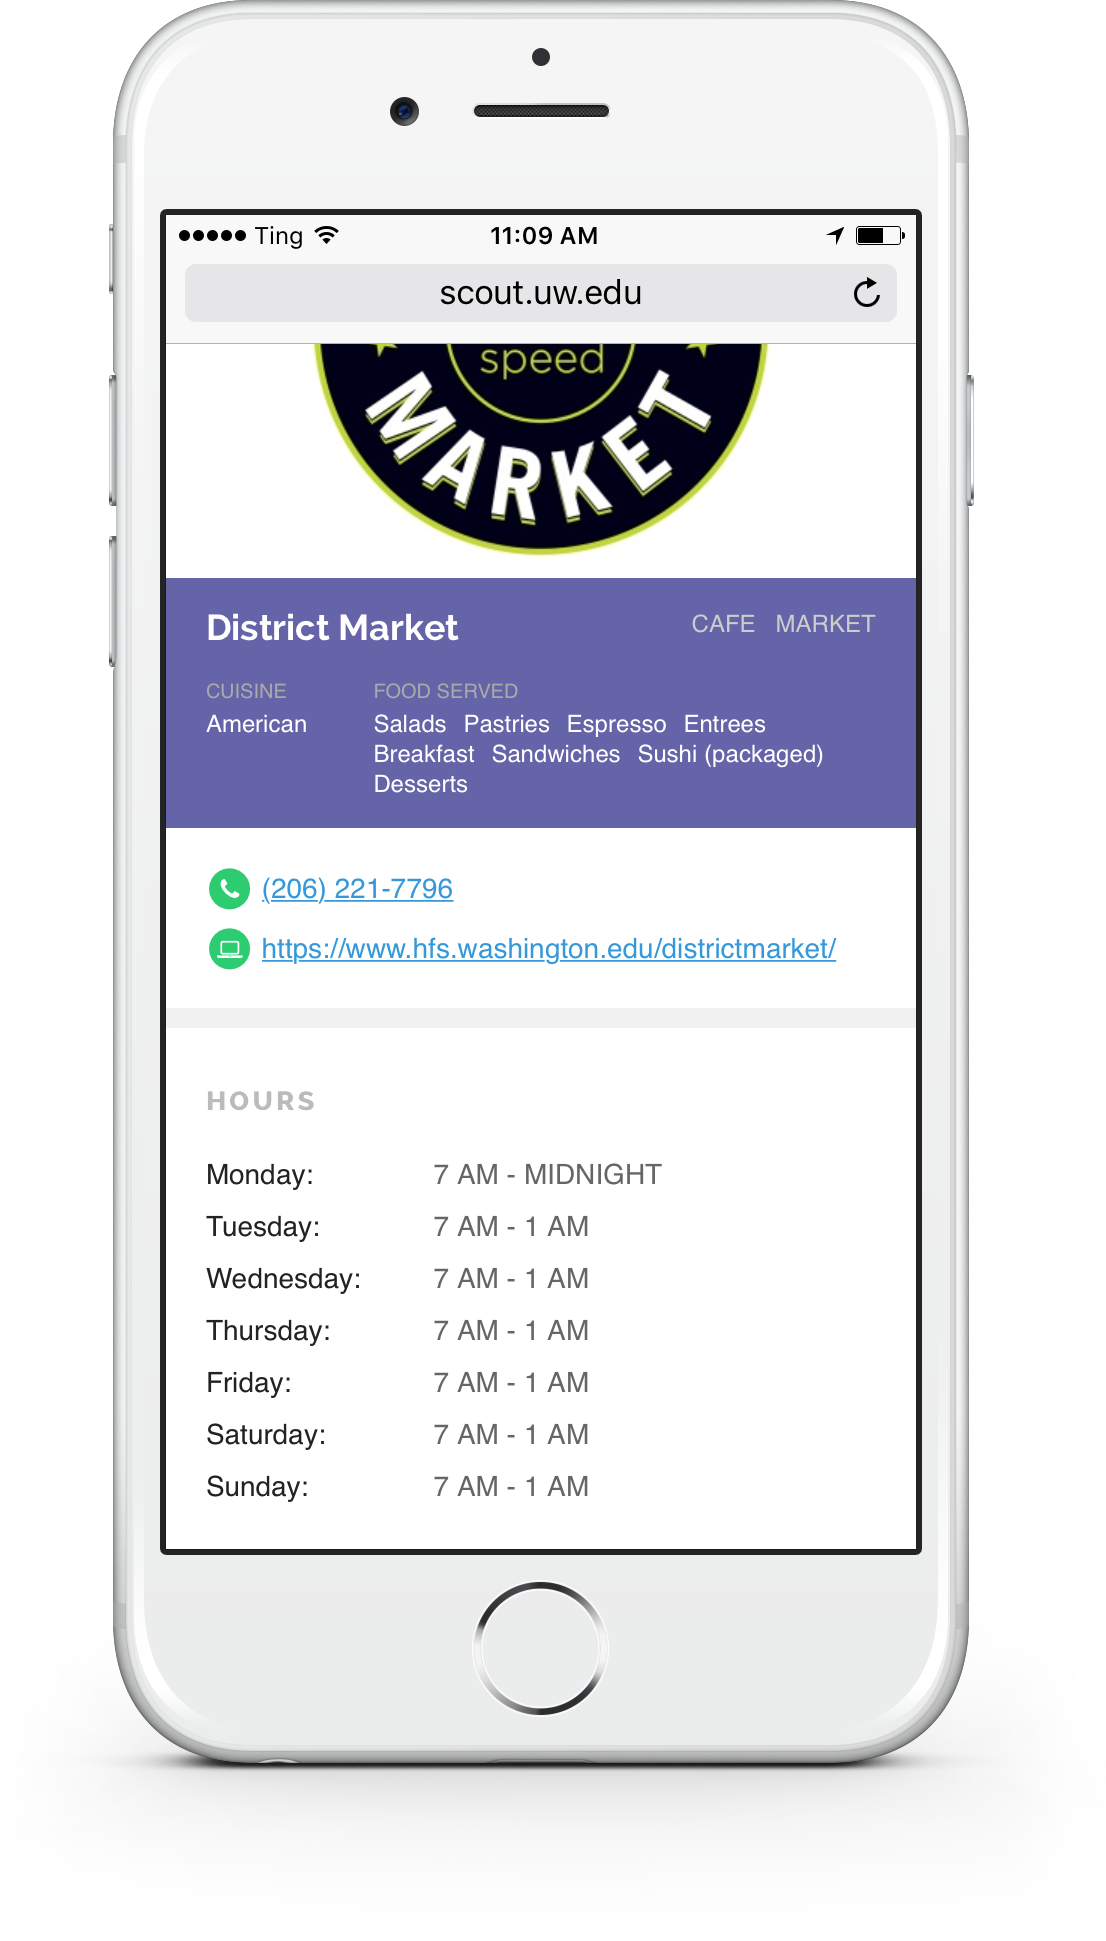 Ting 11:09 AM
scout.uw.edu
speed
MARKET
District Market CAFE MARKET
CUISINE FOOD SERVED
American Salads Pastries Espresso Entrees
Breakfast Sandwiches Sushi (packaged)
Desserts
(206) 221-7796
https://www.hfs.washington.edu/districtmarket/
HOURS
Monday: 7 AM - MIDNIGHT
Tuesday: 7 AM - 1 AM
Wednesday: 7 AM - 1 AM
Thursday: 7 AM - 1 AM
Friday: 7 AM - 1 AM
Saturday: 7 AM - 1 AM
Sunday: 7 AM - 1 AM